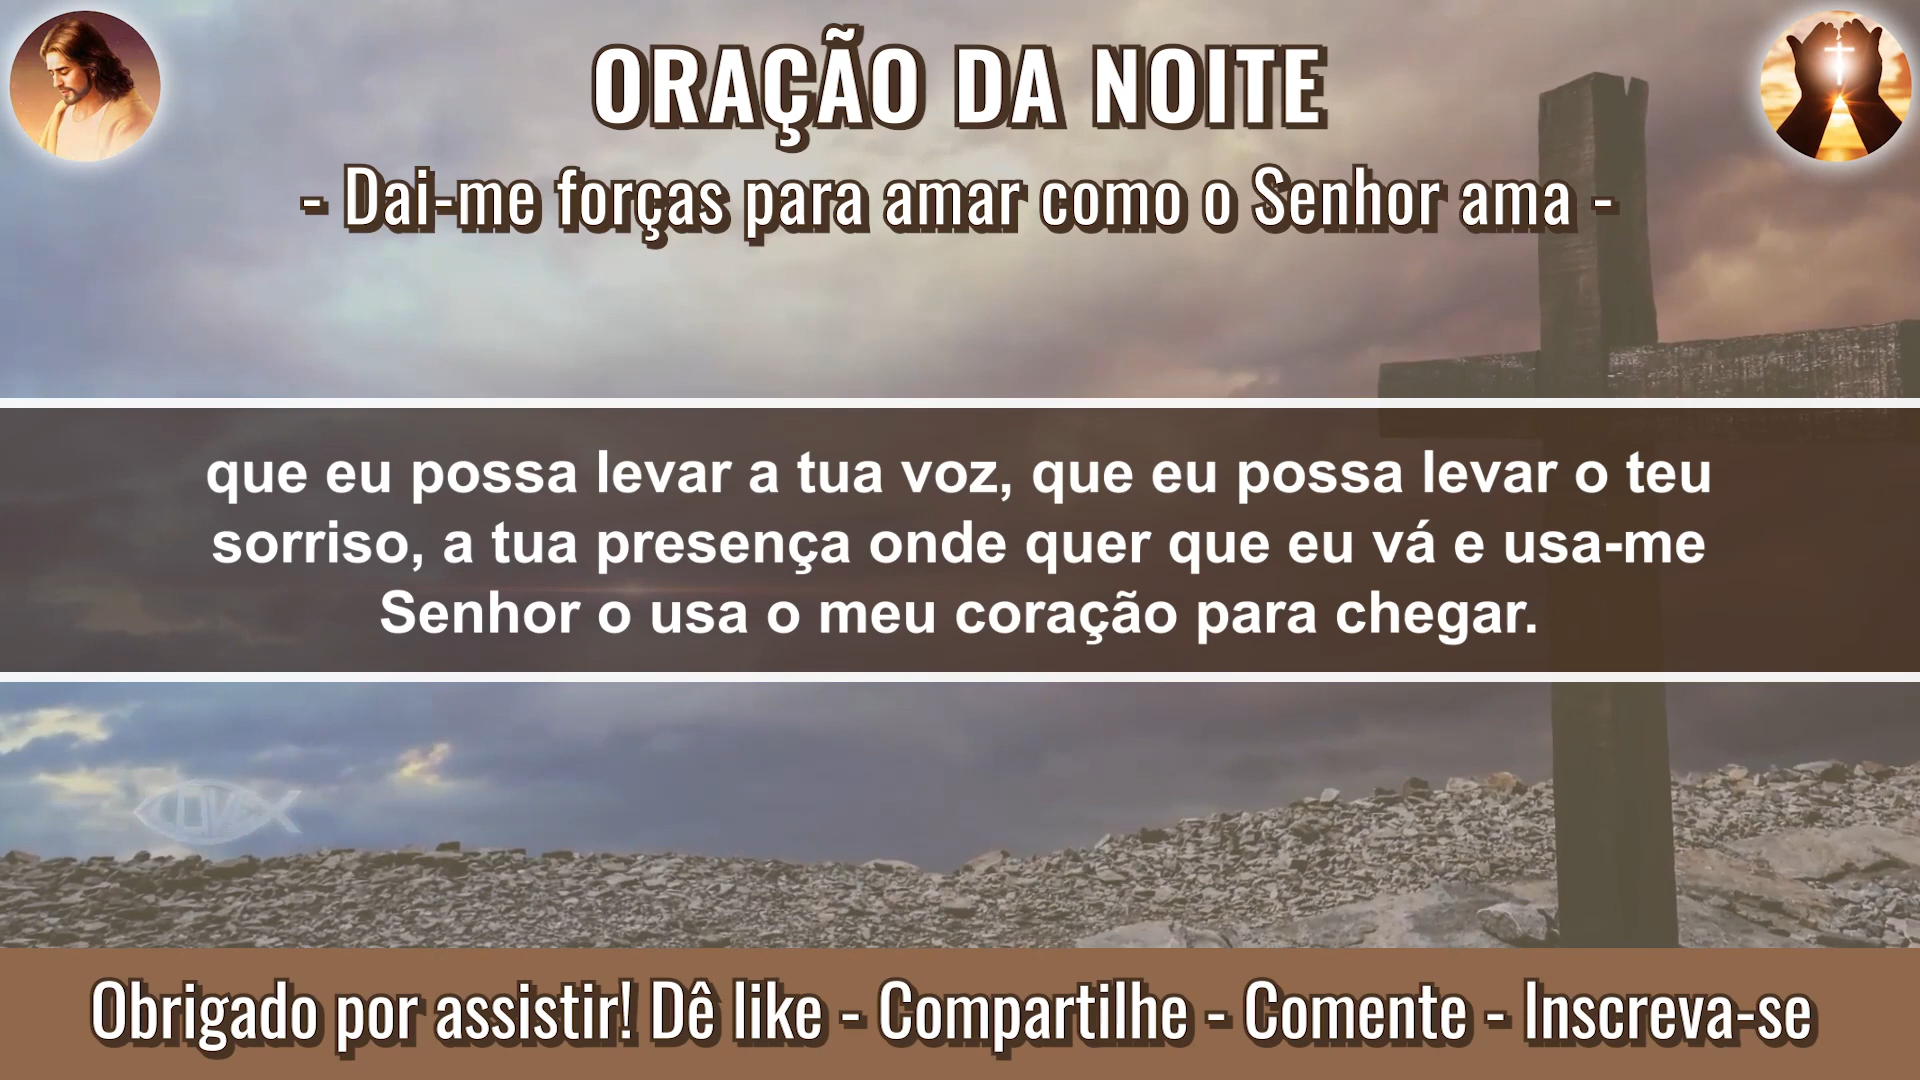 ORAÇÃO DA NOITE
- Dai-me forças para amar como o Senhor ama -
que eu possa levar a tua voz, que eu possa levar o teu
sorriso, a tua presença onde quer que eu vá e usa-me
Senhor o usa o meu coração para chegar.
Obrigado por assistir! Dê like - Compartilhe - Comente - Inscreva-se